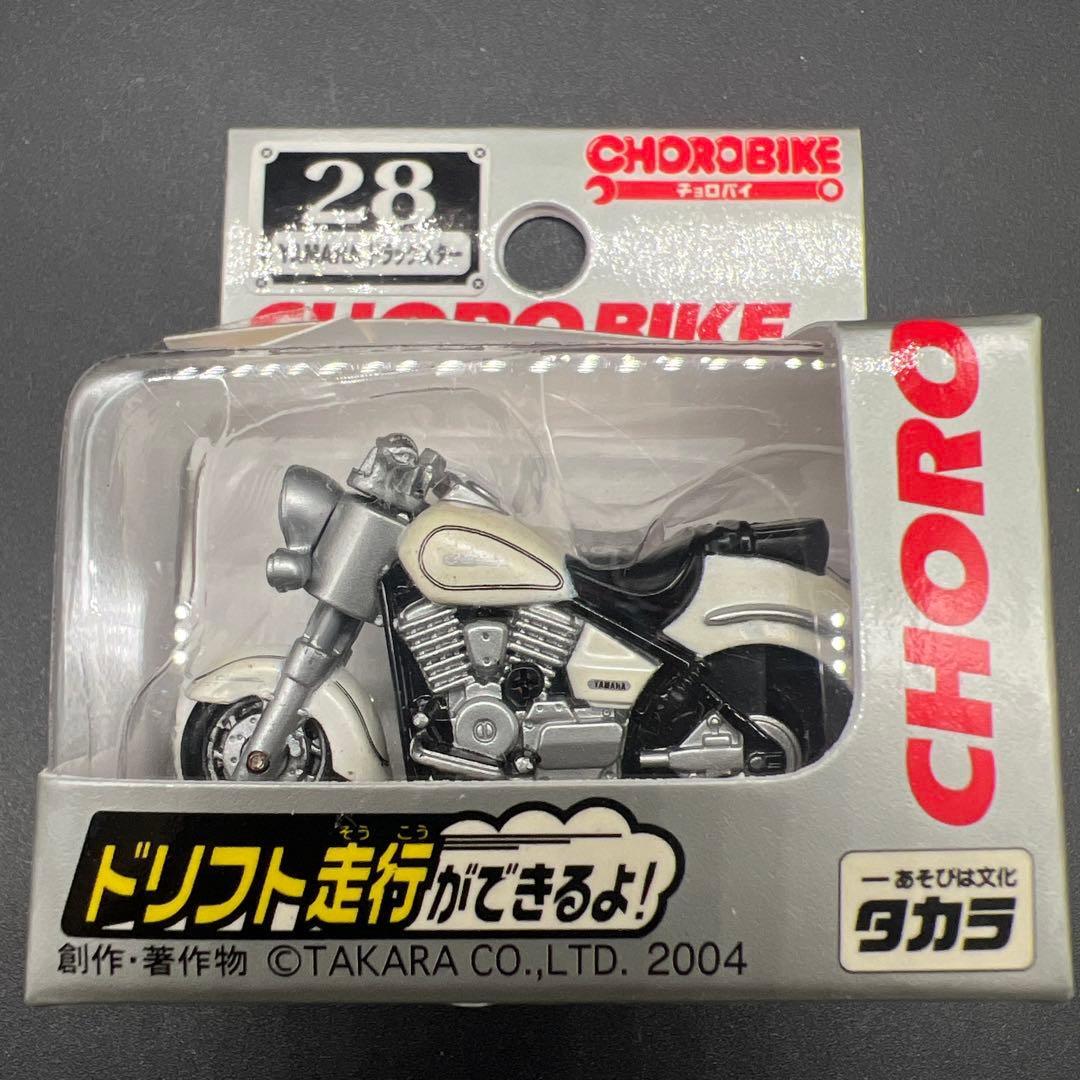 28
YAMAHA ドラッグスター
CHOROBIKE
チョロバイ
CHOROBIKE
CHORO
YAMAHA
そうこう
ドリフト走行ができるよ!
創作・著作物 ©TAKARA CO.,LTD. 2004
ーあそびは文化
タカラ